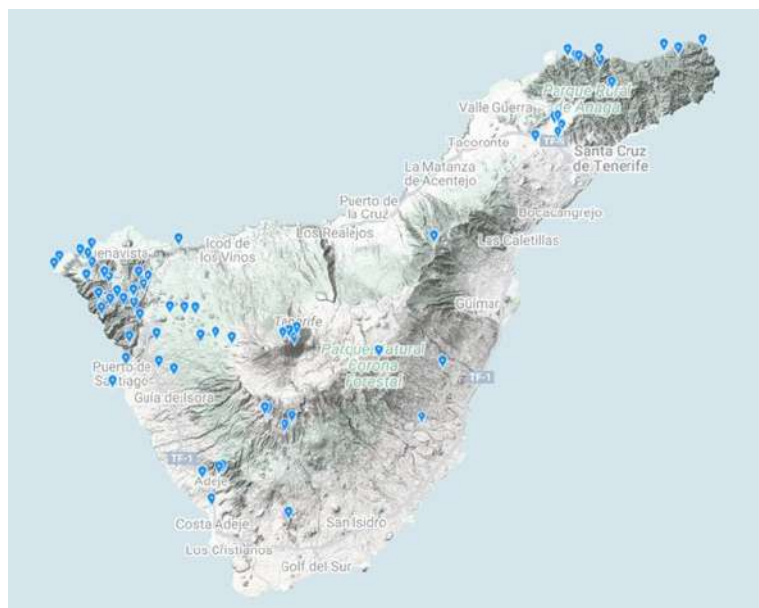 Parque Rural
de Anaga
Valle Guerra
Tacoronte
Santa Cruz
de Tenerife
La Matanza
de Acentejo
Puerto de
la Cruz
Bocacangrejo
Los Realejos
Las Caletillas
Icod de
los Vinos
Güímar
Tenerife
Parque Natural
Corona
Forestal
TF-1
Puerto de
Santiago
Guía de Isora
TF-1
Adeje
Costa Adeje
San Isidro
Los Cristianos
Golf del Sur